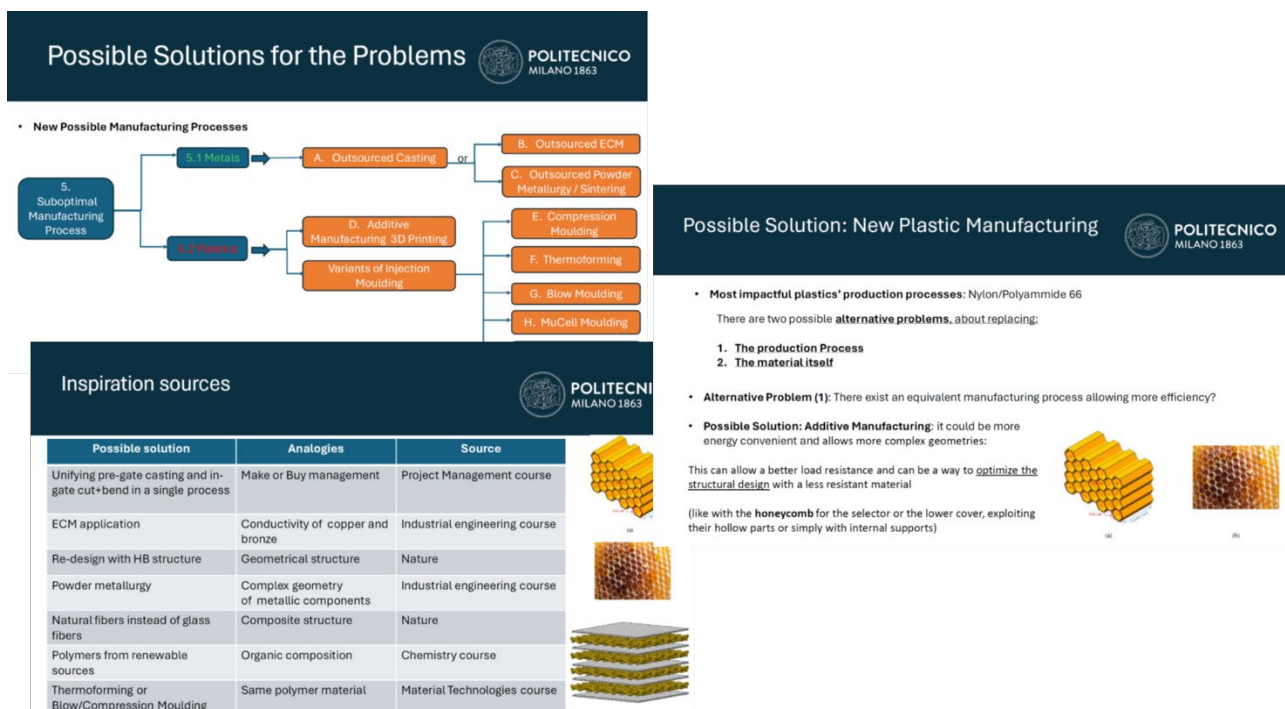 Possible Solutions for the Problems
POLITECNICO
MILANO 1863
• New Possible Manufacturing Processes
5.
Suboptimal
Manufacturing
Process
5.1 Metals
A. Outsourced Casting
or
B. Outsourced ECM
C. Outsourced Powder
Metallurgy / Sintering
5.2 Plastics
D. Additive
Manufacturing 3D Printing
Variants of Injection
Moulding
E. Compression
Moulding
F. Thermoforming
G. Blow Moulding
H. MuCell Moulding
Inspiration sources
POLITECNI
MILANO 1863
Possible solution Analogies Source
Unifying pre-gate casting and in- Make or Buy management Project Management course
gate cut+bend in a single process
ECM application Conductivity of copper and Industrial engineering course
bronze
Re-design with HB structure Geometrical structure Nature
Powder metallurgy Complex geometry Industrial engineering course
of metallic components
Natural fibers instead of glass Composite structure Nature
fibers
Polymers from renewable Organic composition Chemistry course
sources
Thermoforming or Same polymer material Material Technologies course
Blow/Compression Moulding
Possible Solution: New Plastic Manufacturing
POLITECNICO
MILANO 1863
• Most impactful plastics' production processes: Nylon/Polyammide 66
There are two possible alternative problems, about replacing:
1. The production Process
2. The material itself
• Alternative Problem (1): There exist an equivalent manufacturing process allowing more efficiency?
• Possible Solution: Additive Manufacturing: it could be more
energy convenient and allows more complex geometries:
This can allow a better load resistance and can be a way to optimize the
structural design with a less resistant material
(like with the honeycomb for the selector or the lower cover, exploiting
their hollow parts or simply with internal supports)
(a)
(b)